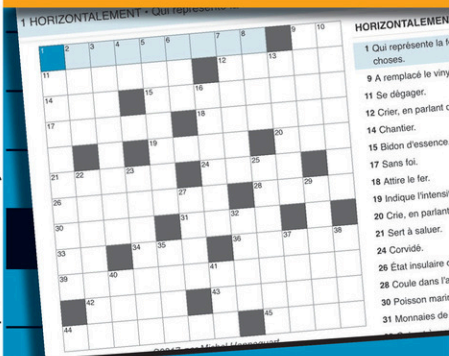 1 HORIZONTALEMENT • Qui représente
1 2 3 4 5 6 7 8 9 10
11 12 13
14 15 16
17 18
19 20
21 22 23 24 25
26 27 28 29
30 31 32
33 34 35 36 37 38
39 40 41
42 43
44 45
HORIZONTALEMEN
1 Qui représente la
choses.
9 A remplacé le
11 Se dégager.
12 Crier, en parlant
14 Chantier.
15 Bidon d'essence.
17 Sans foi.
18 Attire le fer.
19 Indique
20 Crie, en parlant
21 Sert à saluer.
24 Corvidé.
26 État insulaire
28 Coule dans
30 Poisson
31 Monnaies de
par Michel